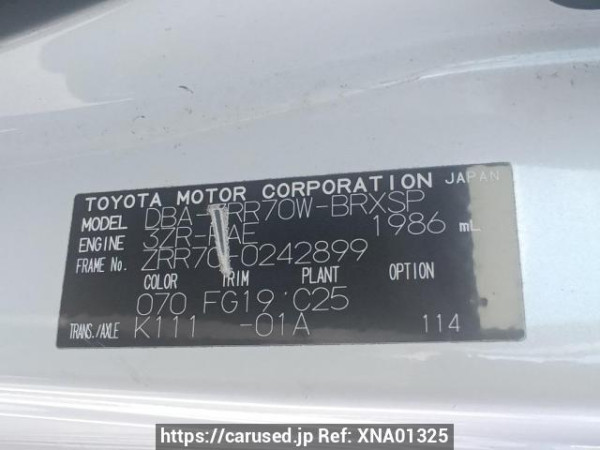 TOYOTA MOTOR CORPORATION JAPAN
MODEL DBA-ZRR70W-BRXSP
ENGINE 3ZR-FAE 1986 mL
FRAME No. ZRR70-0242899
COLOR TRIM PLANT OPTION
070 FG19 C25
TRANS./AXLE K111 -01A 114
https://carused.jp Ref: XNA01325